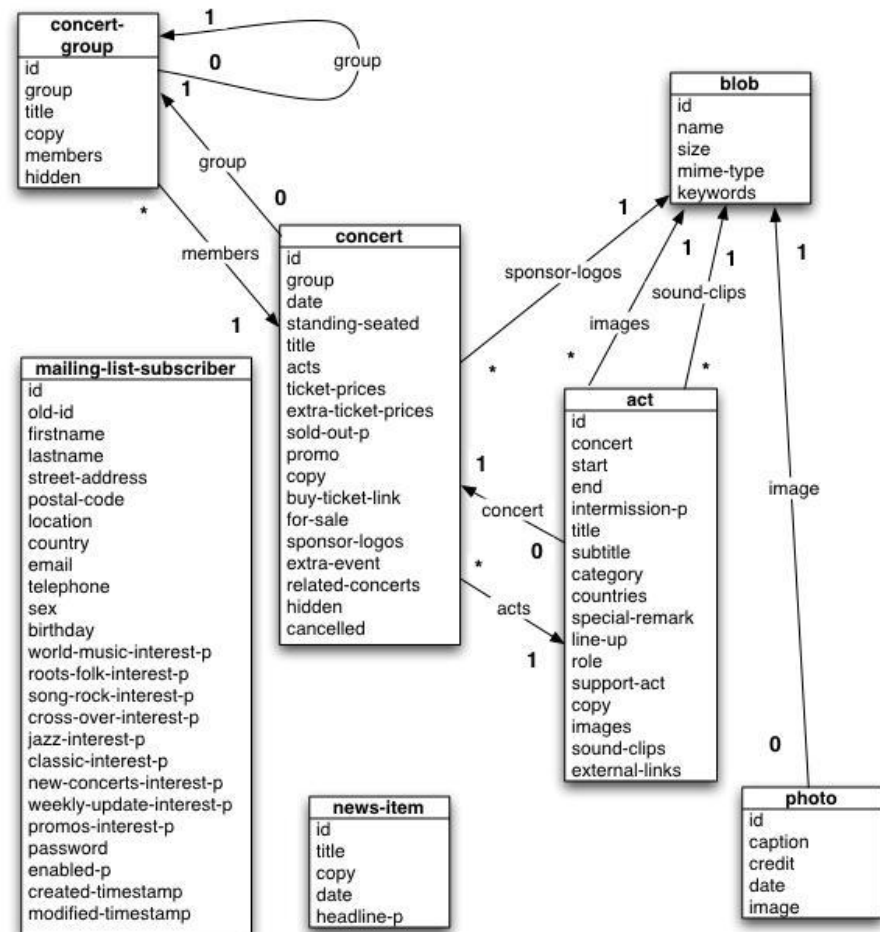 concert-
group
id
group
title
copy
members
hidden
1
0
1
group
group
0
*
members
1
blob
id
name
size
mime-type
keywords
concert
id
group
date
standing-seated
title
acts
ticket-prices
extra-ticket-prices
sold-out-p
promo
copy
buy-ticket-link
for-sale
sponsor-logos
extra-event
related-concerts
hidden
cancelled
1
sponsor-logos
*
1
images
*
1
sound-clips
*
1
image
0
mailing-list-subscriber
id
old-id
firstname
lastname
street-address
postal-code
location
country
email
telephone
sex
birthday
world-music-interest-p
roots-folk-interest-p
song-rock-interest-p
cross-over-interest-p
jazz-interest-p
classic-interest-p
new-concerts-interest-p
weekly-update-interest-p
promos-interest-p
password
enabled-p
created-timestamp
modified-timestamp
1
concert
0
*
acts
1
act
id
concert
start
end
intermission-p
title
subtitle
category
countries
special-remark
line-up
role
support-act
copy
images
sound-clips
external-links
news-item
id
title
copy
date
headline-p
photo
id
caption
credit
date
image